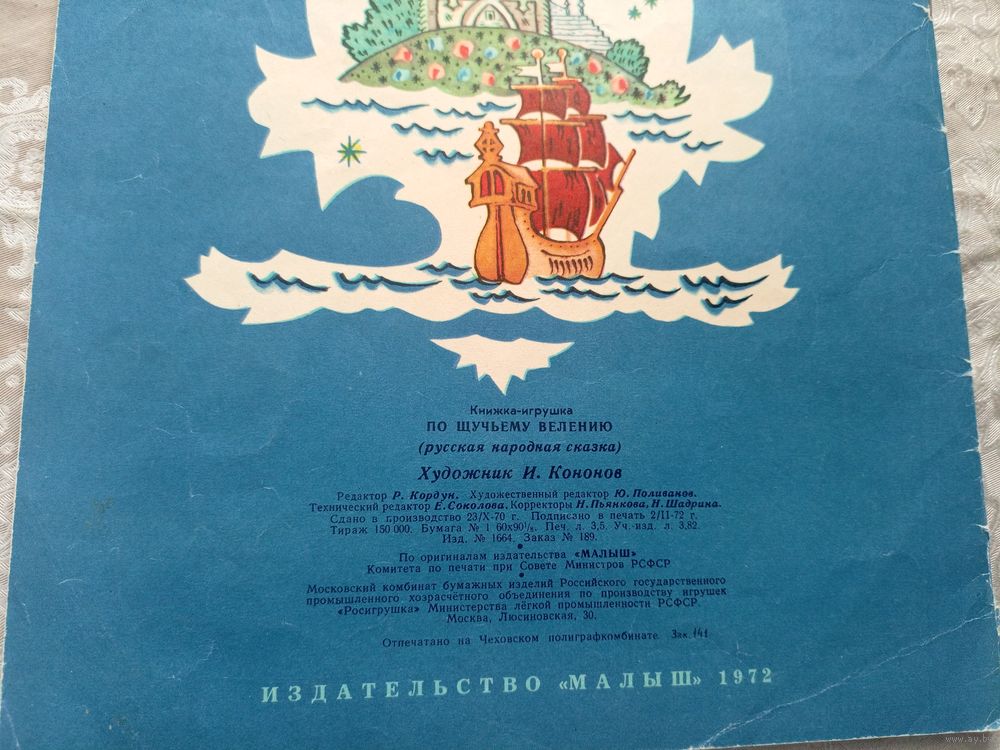 Книжка-игрушка
ПО ЩУЧЬЕМУ ВЕЛЕНИЮ
(русская народная сказка)
Художник И. Кононов
Редактор Р. Кордун. Художественный редактор Ю. Поливанов.
Технический редактор Е. Соколова. Корректоры Н. Пьянкова, Н. Шадрина.
Сдано в производство 23/X-70 г. Подписано в печать 2/II-72 г.
Тираж 150 000. Бумага № 1 60х90¹/₈. Печ. л. 3,5. Уч.-изд. л. 3,82.
Изд. № 1664. Заказ № 189.
По оригиналам издательства «МАЛЫШ»
Комитета по печати при Совете Министров РСФСР
Московский комбинат бумажных изделий Российского государственного
промышленного хозрасчётного объединения по производству игрушек
«Росигрушка» Министерства лёгкой промышленности РСФСР.
Москва, Люсиновская, 30.
Отпечатано на Чеховском полиграфкомбинате. Зак. 141
ИЗДАТЕЛЬСТВО «МАЛЫШ» 1972
www.ay.by